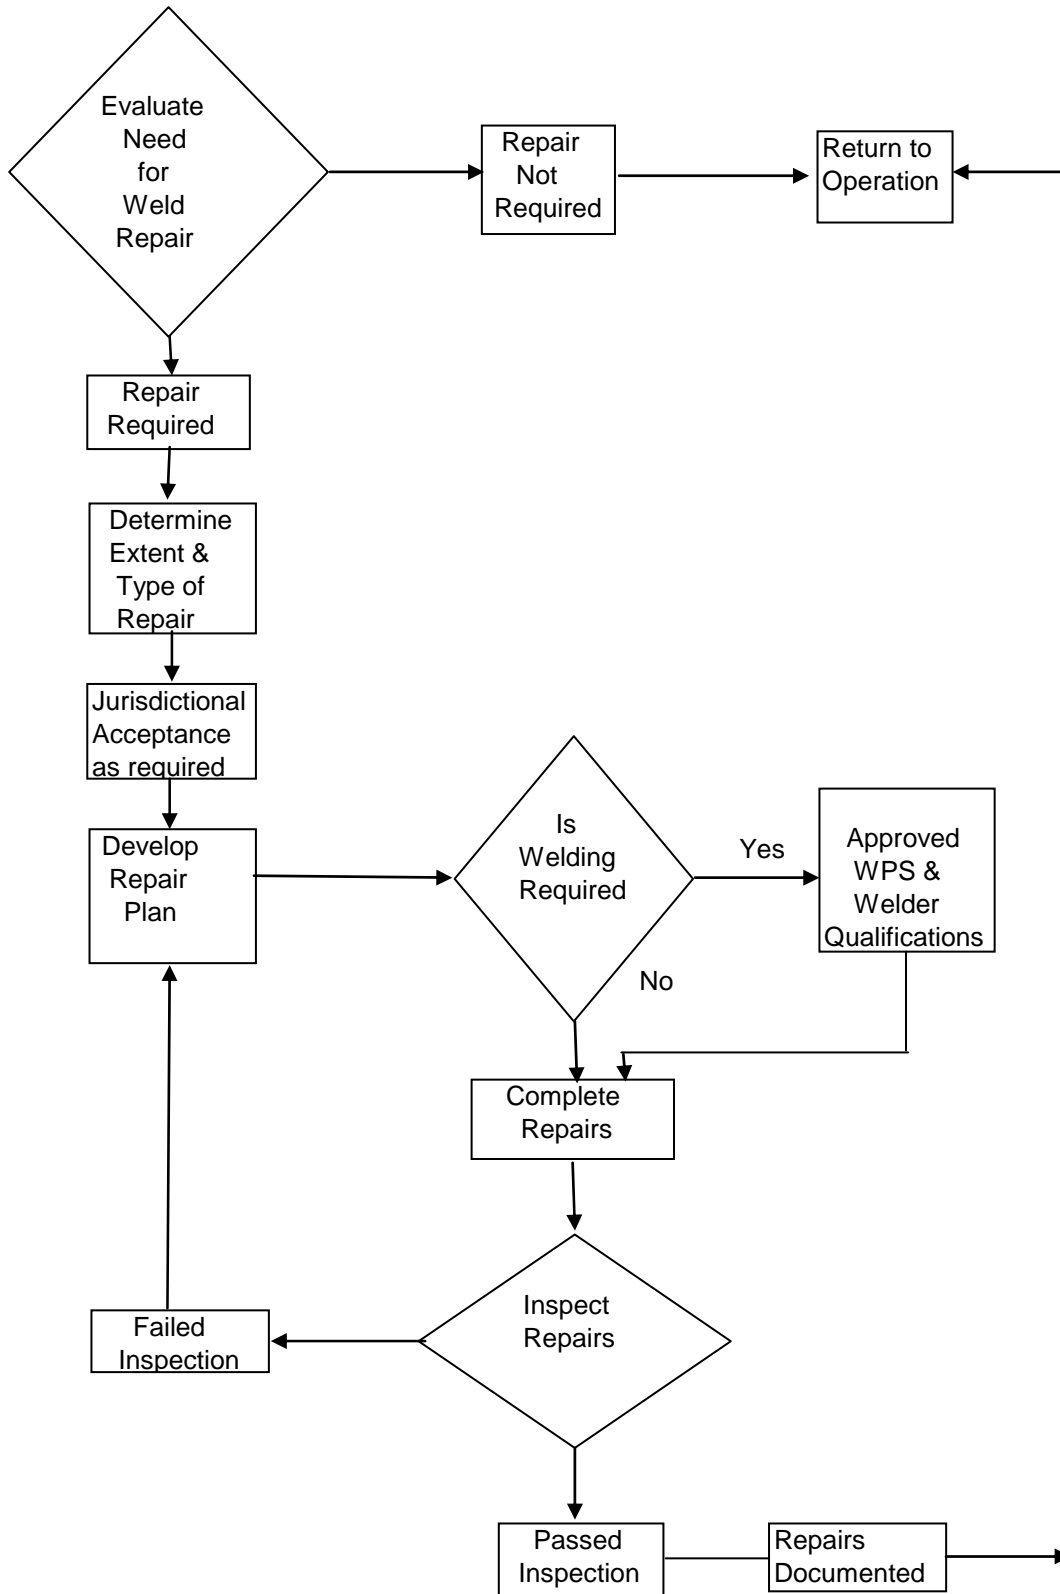 Evaluate
Need
for
Weld
Repair
Repair
Not
Required
Return to
Operation
Repair
Required
Determine
Extent &
Type of
Repair
Jurisdictional
Acceptance
as required
Develop
Repair
Plan
Is
Welding
Required
Yes
Approved
WPS &
Welder
Qualifications
No
Complete
Repairs
Inspect
Repairs
Failed
Inspection
Passed
Inspection
Repairs
Documented